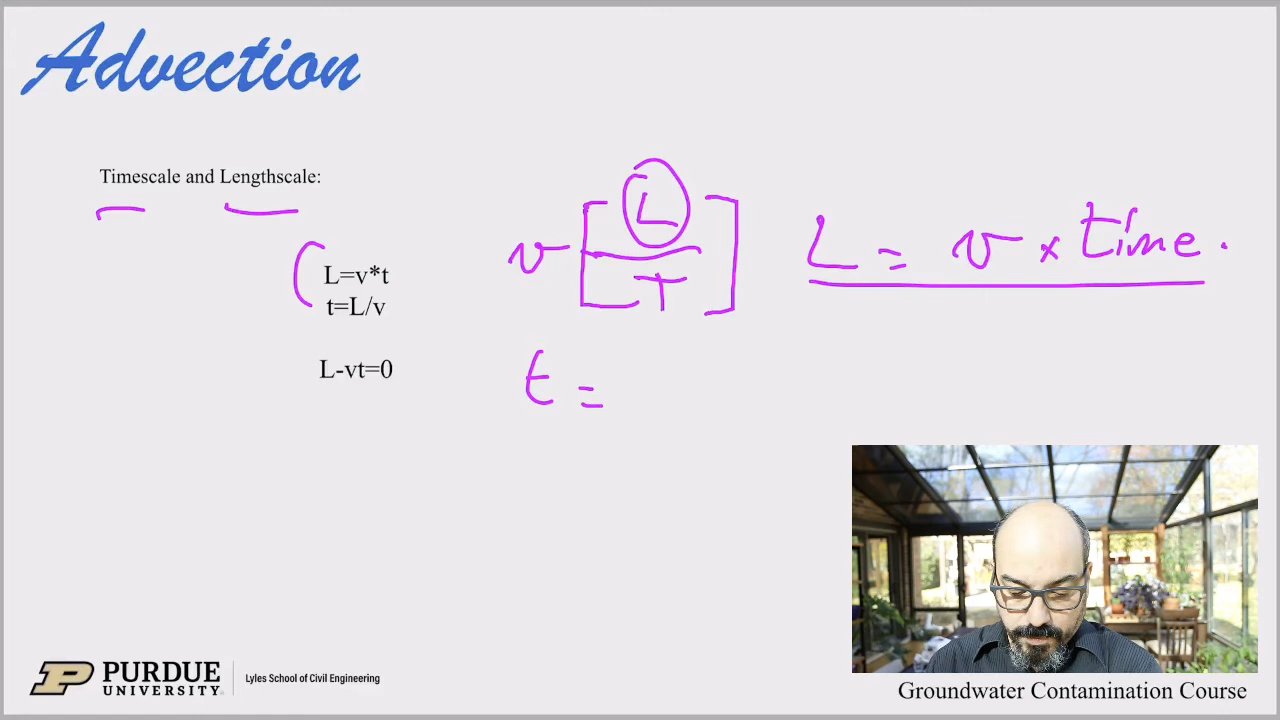 Advection
Timescale and Lengthscale:
L=v*t
t=L/v
L-vt=0
v [L/T]
L = v × time.
t =
PURDUE
UNIVERSITY
Lyles School of Civil Engineering
Groundwater Contamination Course